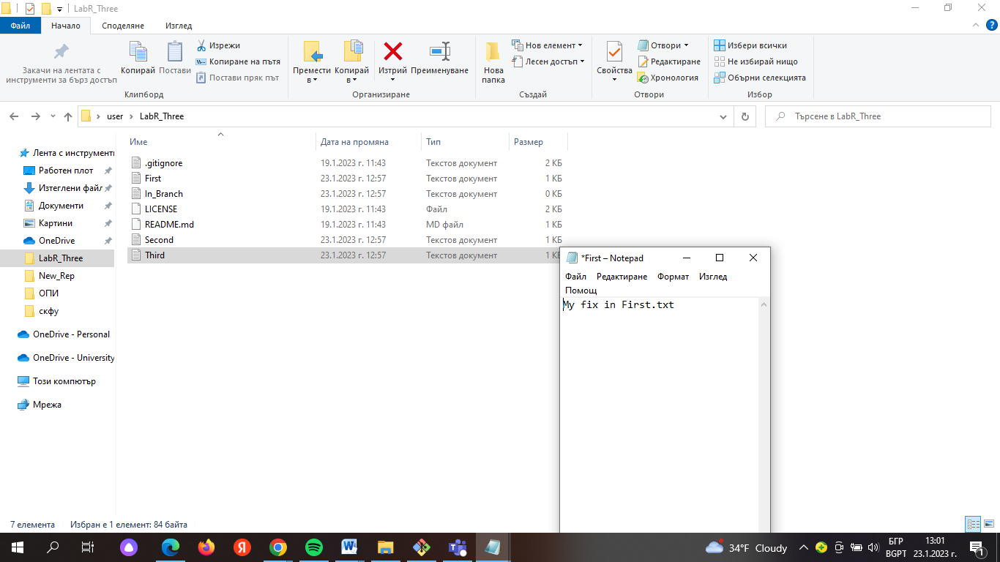 LabR_Three
Файл Начало Споделяне Изглед
Закачи на лентата с инструменти за бърз достъп
Копирай
Постави
Изрежи
Копиране на пътя
Постави пряк път
Клипборд
Премести в
Копирай в
Изтрий
Преименуване
Организиране
Нова папка
Нов елемент
Лесен достъп
Създай
Свойства
Отвори
Редактиране
Хронология
Отвори
Избери всички
Не избирай нищо
Обърни селекцията
Избор
user LabR_Three
Търсене в LabR_Three
Лента с инструменти
Работен плот
Изтеглени файл
Документи
Картини
OneDrive
LabR_Three
New_Rep
ОПИ
скфу
OneDrive - Personal
OneDrive - University
Този компютър
Мрежа
Име Дата на промяна Тип Размер
.gitignore 19.1.2023 г. 11:43 Текстов документ 2 КБ
First 23.1.2023 г. 12:57 Текстов документ 1 КБ
In_Branch 23.1.2023 г. 12:57 Текстов документ 0 КБ
LICENSE 19.1.2023 г. 11:43 Файл 2 КБ
README.md 19.1.2023 г. 11:43 MD файл 1 КБ
Second 23.1.2023 г. 12:57 Текстов документ 1 КБ
Third 23.1.2023 г. 12:57 Текстов документ 1 КБ
*First – Notepad
Файл Редактиране Формат Изглед
Помощ
My fix in First.txt
7 елемента Избран е 1 елемент: 84 байта
34°F Cloudy
БГР
BGPT
13:01
23.1.2023 г.
1